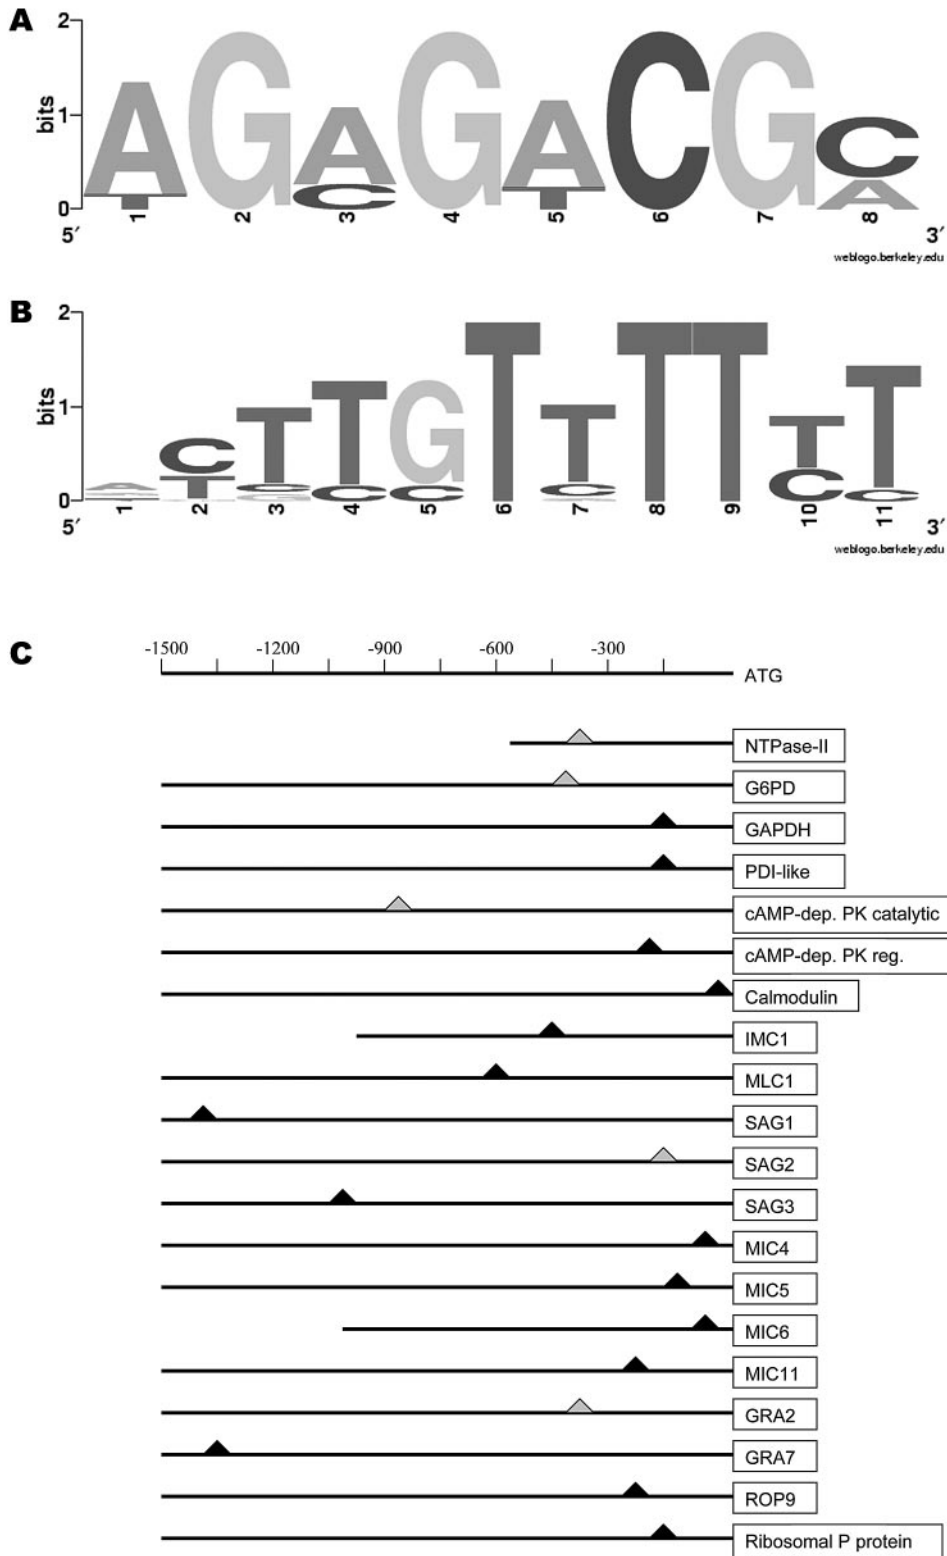 A
2
bits
1
0
AGAGACGC
T C T A
1 2 3 4 5 6 7 8
5′ 3′
weblogo.berkeley.edu
B
2
bits
1
0
ACTTGTTTTTT
T C C C C C C
1 2 3 4 5 6 7 8 9 10 11
5′ 3′
weblogo.berkeley.edu
C
-1500 -1200 -900 -600 -300
ATG
NTPase-II
G6PD
GAPDH
PDI-like
cAMP-dep. PK catalytic
cAMP-dep. PK reg.
Calmodulin
IMC1
MLC1
SAG1
SAG2
SAG3
MIC4
MIC5
MIC6
MIC11
GRA2
GRA7
ROP9
Ribosomal P protein